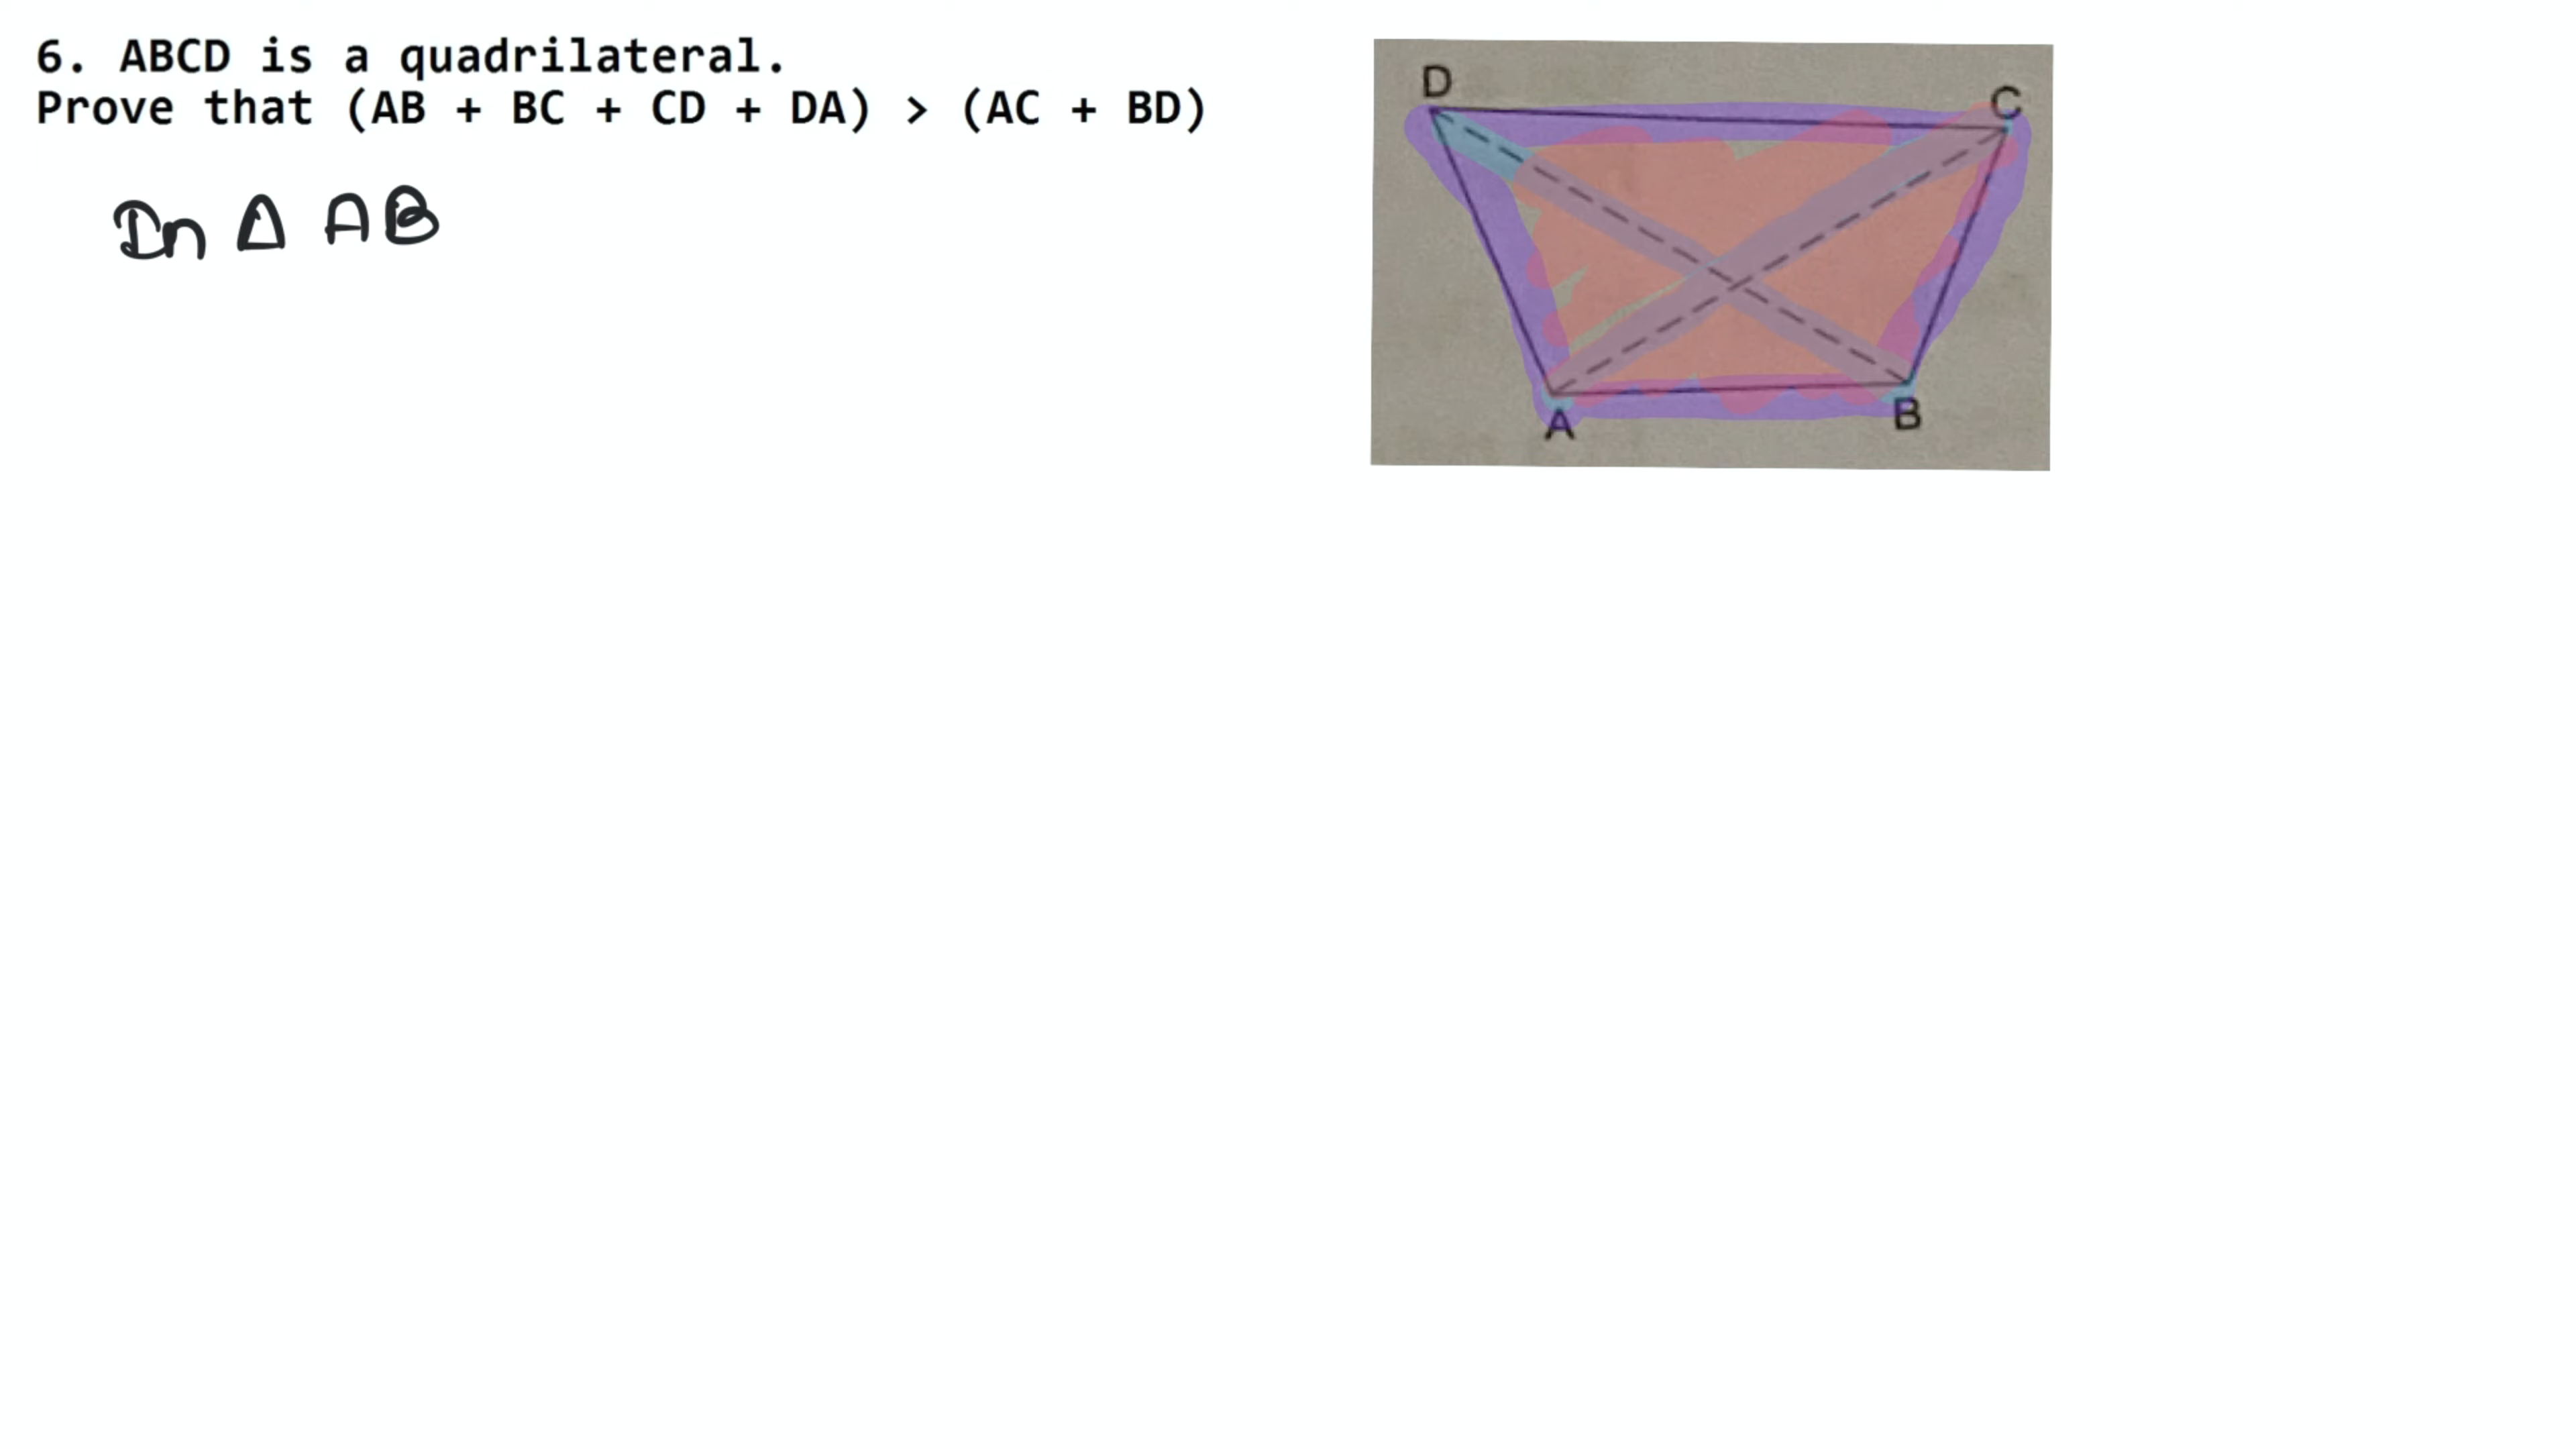 6. ABCD is a quadrilateral.
Prove that (AB + BC + CD + DA) > (AC + BD)
In Δ AB
D
C
A
B